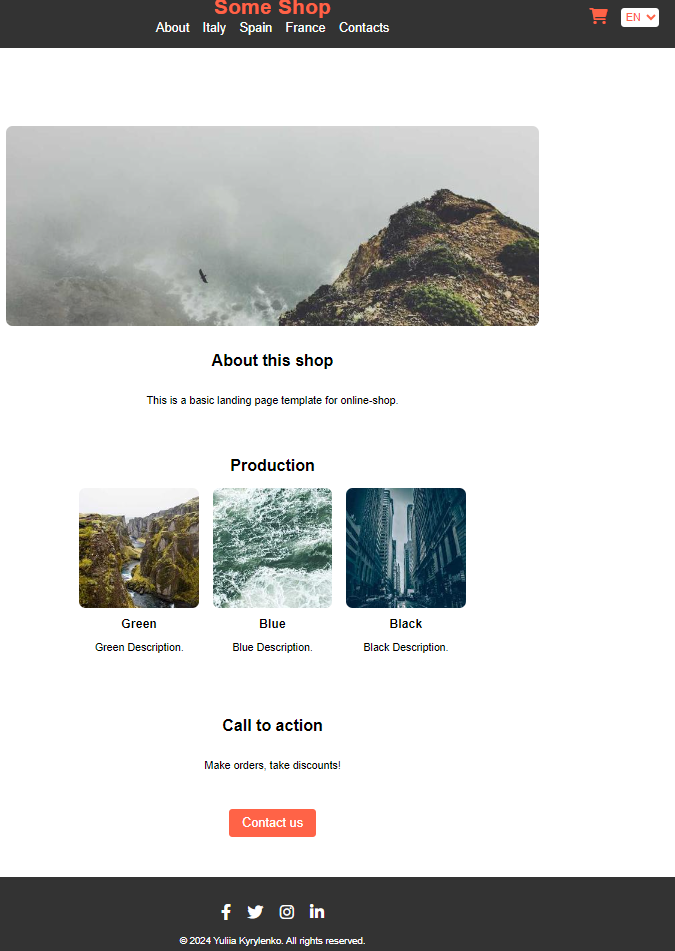 Some Shop
EN
About Italy Spain France Contacts
About this shop
This is a basic landing page template for online-shop.
Production
Green Blue Black
Green Description. Blue Description. Black Description.
Call to action
Make orders, take discounts!
Contact us
© 2024 Yuliia Kyrylenko. All rights reserved.